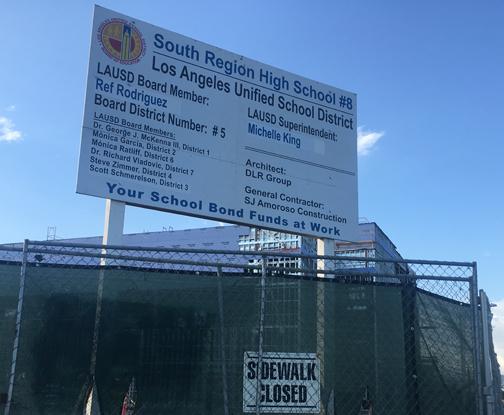 South Region High School #8
Los Angeles Unified School District
LAUSD Board Member:
Ref Rodriguez
Board District Number: # 5
LAUSD Board Members:
Dr. George J. McKenna III, District 1
Mónica García, District 2
Mónica Ratliff, District 6
Dr. Richard Vladovic, District 7
Steve Zimmer, District 4
Scott Schmerelson, District 3
LAUSD Superintendent:
Michelle King
Architect:
DLR Group
General Contractor:
SJ Amoroso Construction
Your School Bond Funds at Work
SIDEWALK
CLOSED